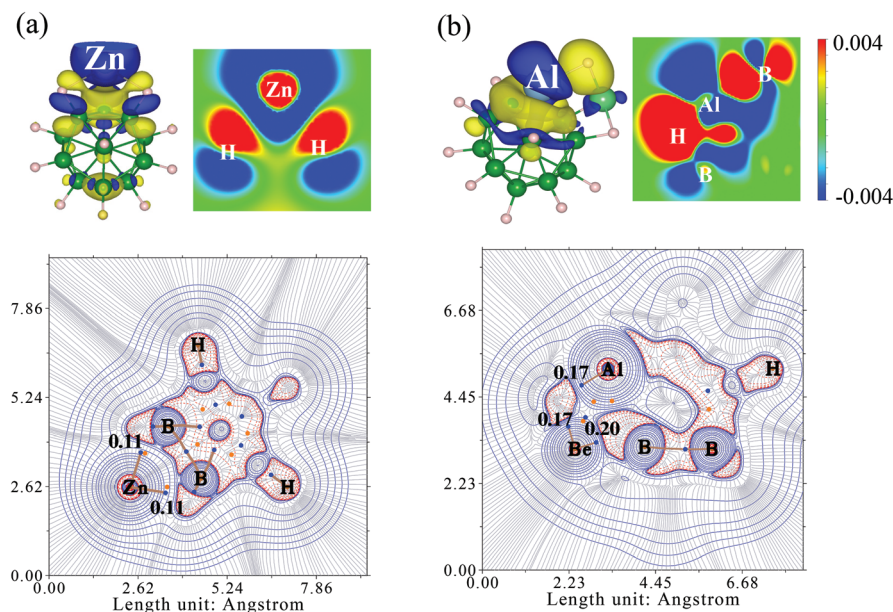 (a)
Zn
Zn
H
H
(b)
Al
B
Al
H
B
0.004
-0.004
7.86
5.24
2.62
0.00
H
B
0.11
B
Zn
0.11
H
0.00
2.62
5.24
7.86
Length unit: Angstrom
6.68
4.45
2.23
0.00
0.17
Al
H
0.17
0.20
Be
B
B
0.00
2.23
4.45
6.68
Length unit: Angstrom